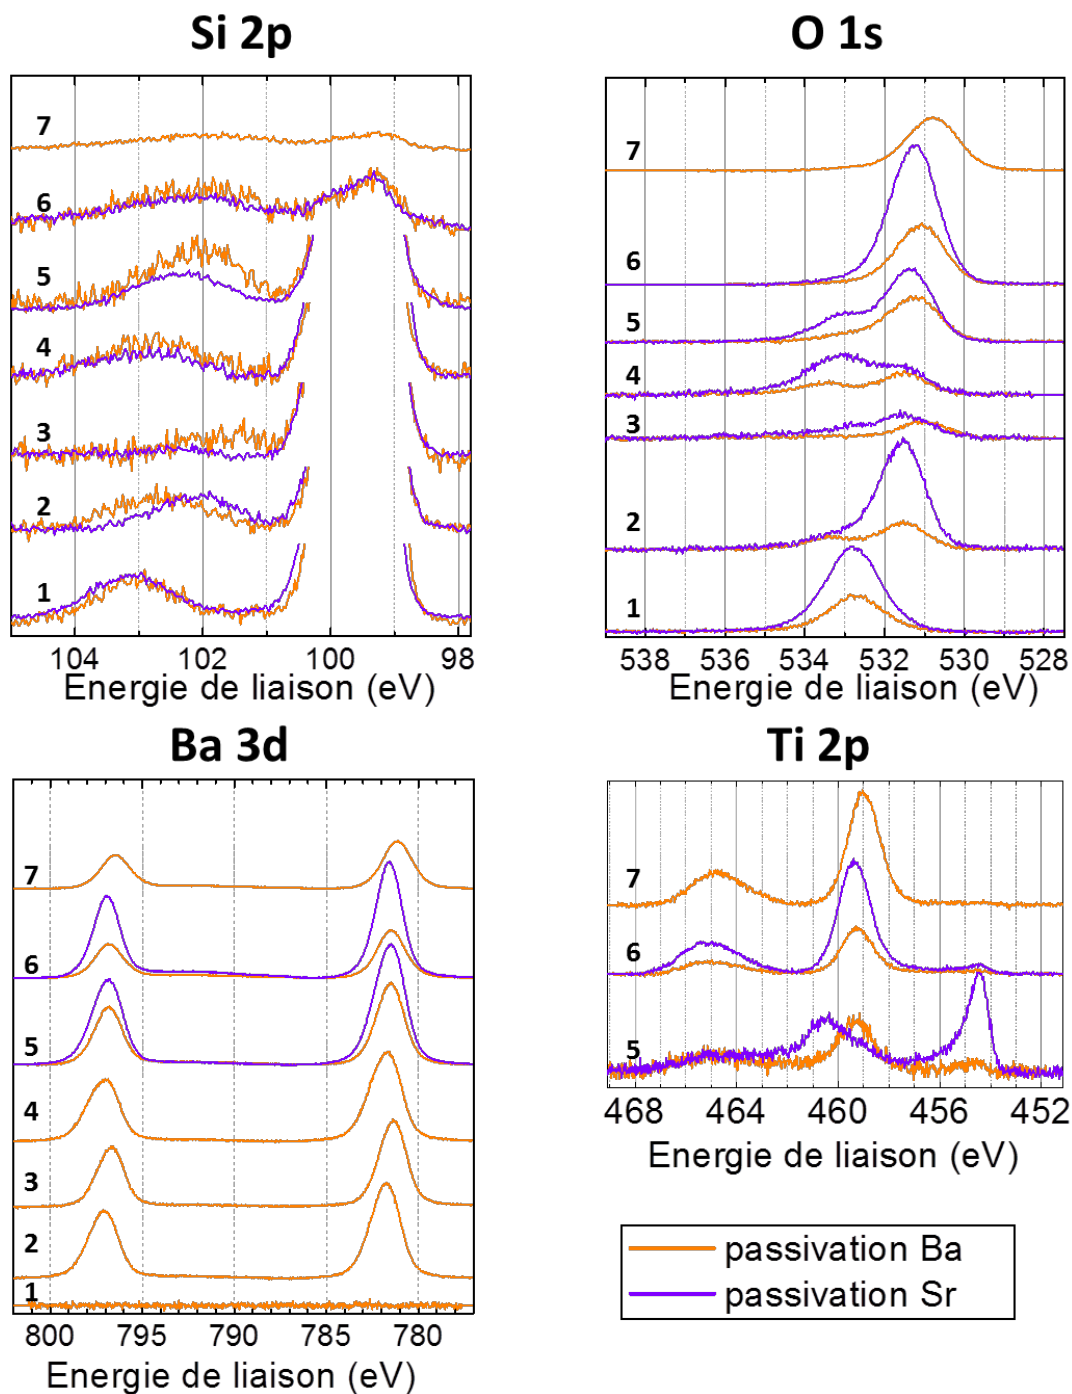 Si 2p
7
6
5
4
3
2
1
104 102 100 98
Energie de liaison (eV)
O 1s
7
6
5
4
3
2
1
538 536 534 532 530 528
Energie de liaison (eV)
Ba 3d
7
6
5
4
3
2
1
800 795 790 785 780
Energie de liaison (eV)
Ti 2p
7
6
5
468 464 460 456 452
Energie de liaison (eV)
passivation Ba
passivation Sr